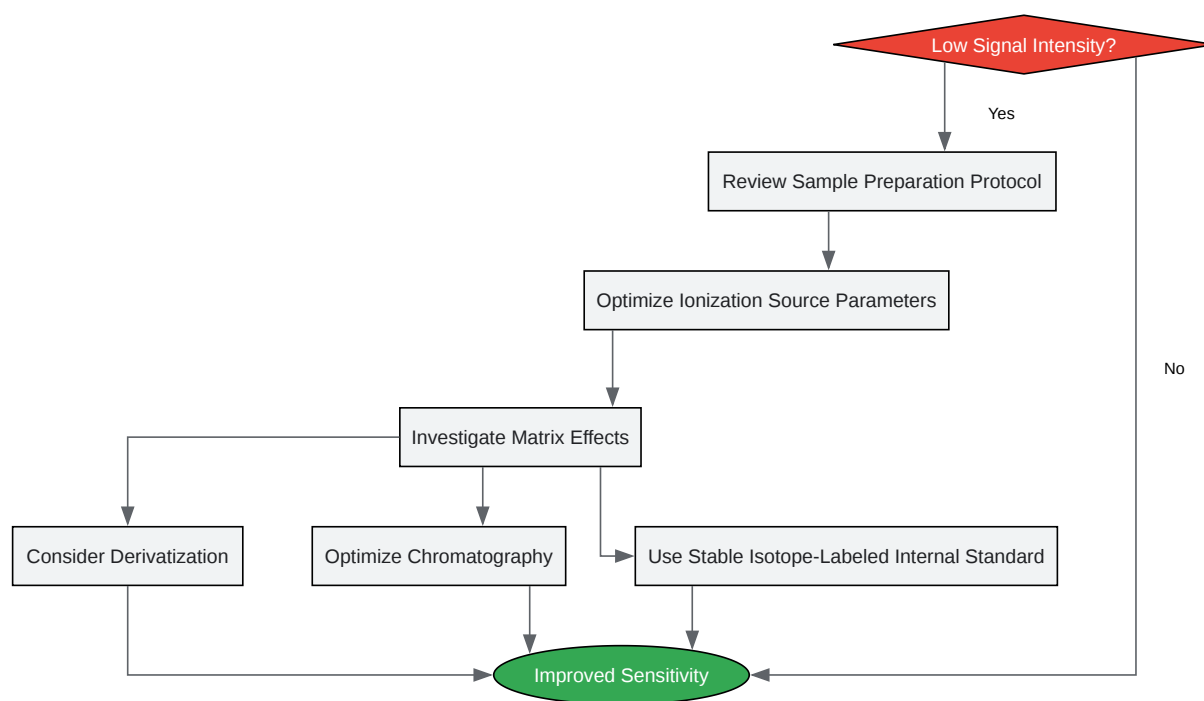 Low Signal Intensity?
Yes
Review Sample Preparation Protocol
Optimize Ionization Source Parameters
No
Investigate Matrix Effects
Consider Derivatization
Optimize Chromatography
Use Stable Isotope-Labeled Internal Standard
Improved Sensitivity